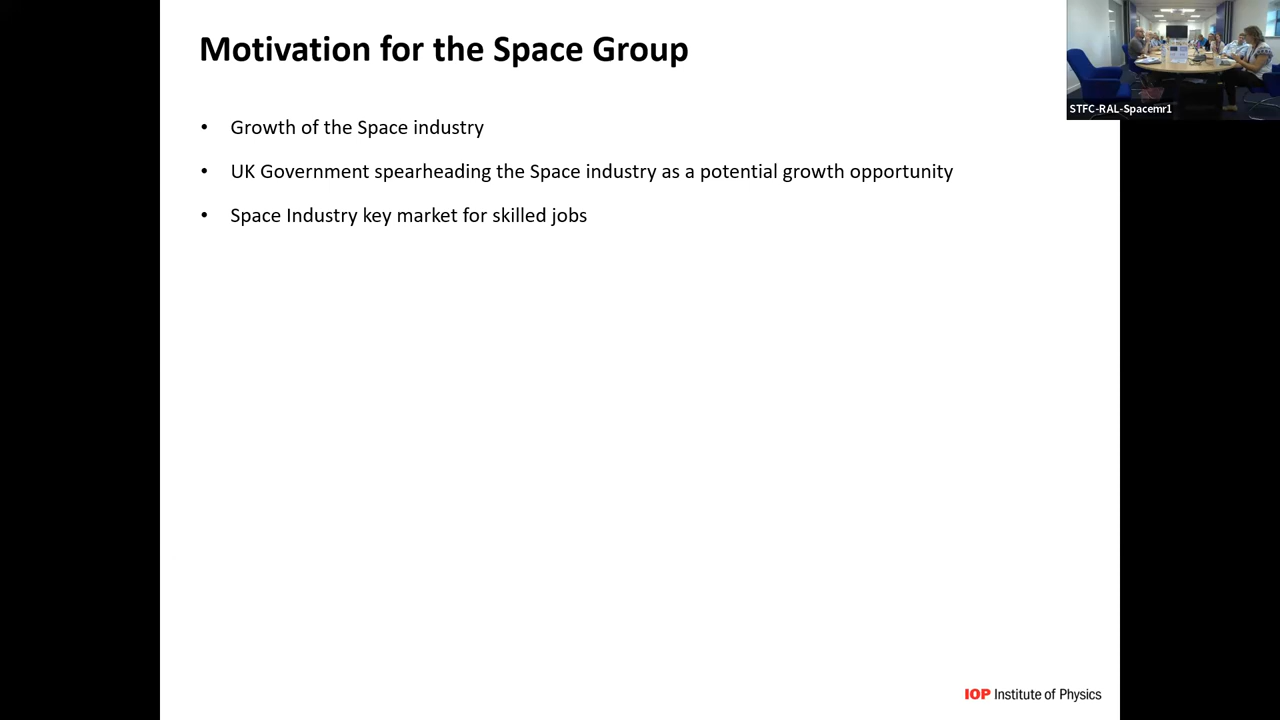 Motivation for the Space Group
STFC-RAL-Spacemr1
• Growth of the Space industry
• UK Government spearheading the Space industry as a potential growth opportunity
• Space Industry key market for skilled jobs
IOP Institute of Physics